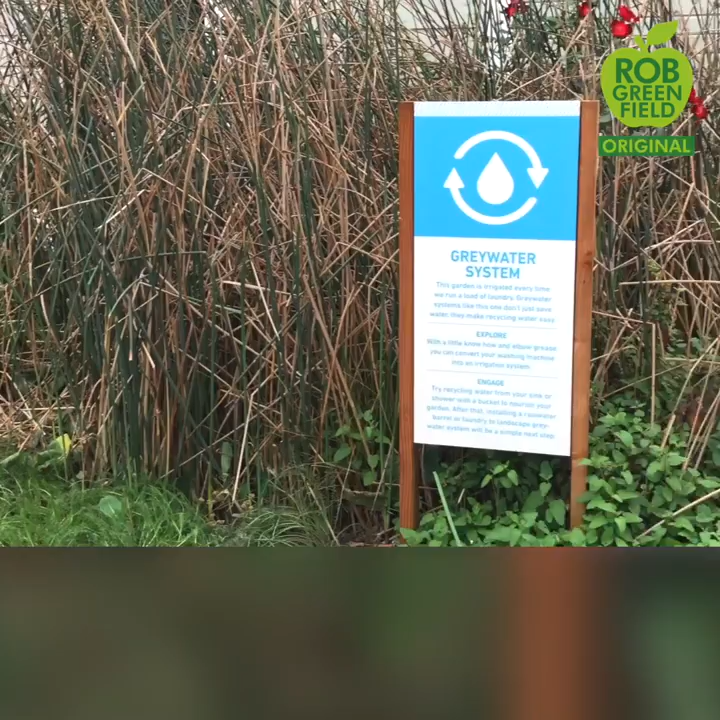 ROB
GREEN
FIELD
ORIGINAL
GREYWATER
SYSTEM
This garden is irrigated every time
we run a load of laundry. Greywater
systems like this one don't just save
water, they make recycling water easy
EXPLORE
With a little know how and elbow grease
you can convert your washing machine
into an irrigation system
ENGAGE
Try recycling water from your sink or
shower with a bucket to nourish your
garden. After that, installing a rainwater
barrel or laundry to landscape grey-
water system will be a simple next step